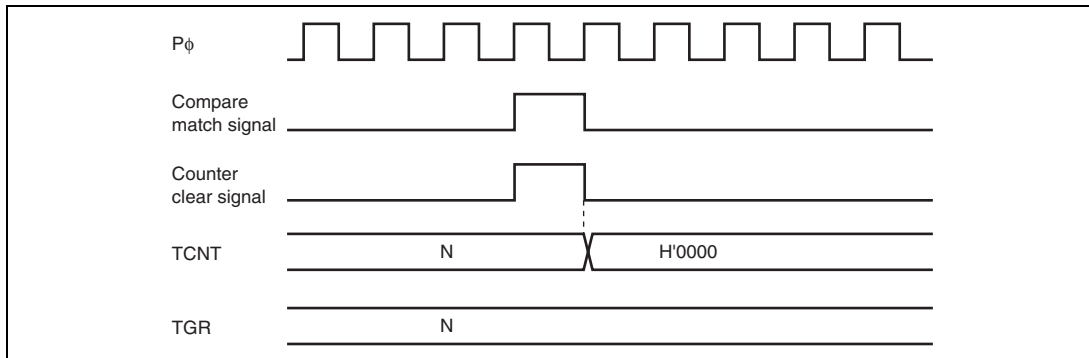 Pϕ
Compare
match signal
Counter
clear signal
TCNT
N
H'0000
TGR
N